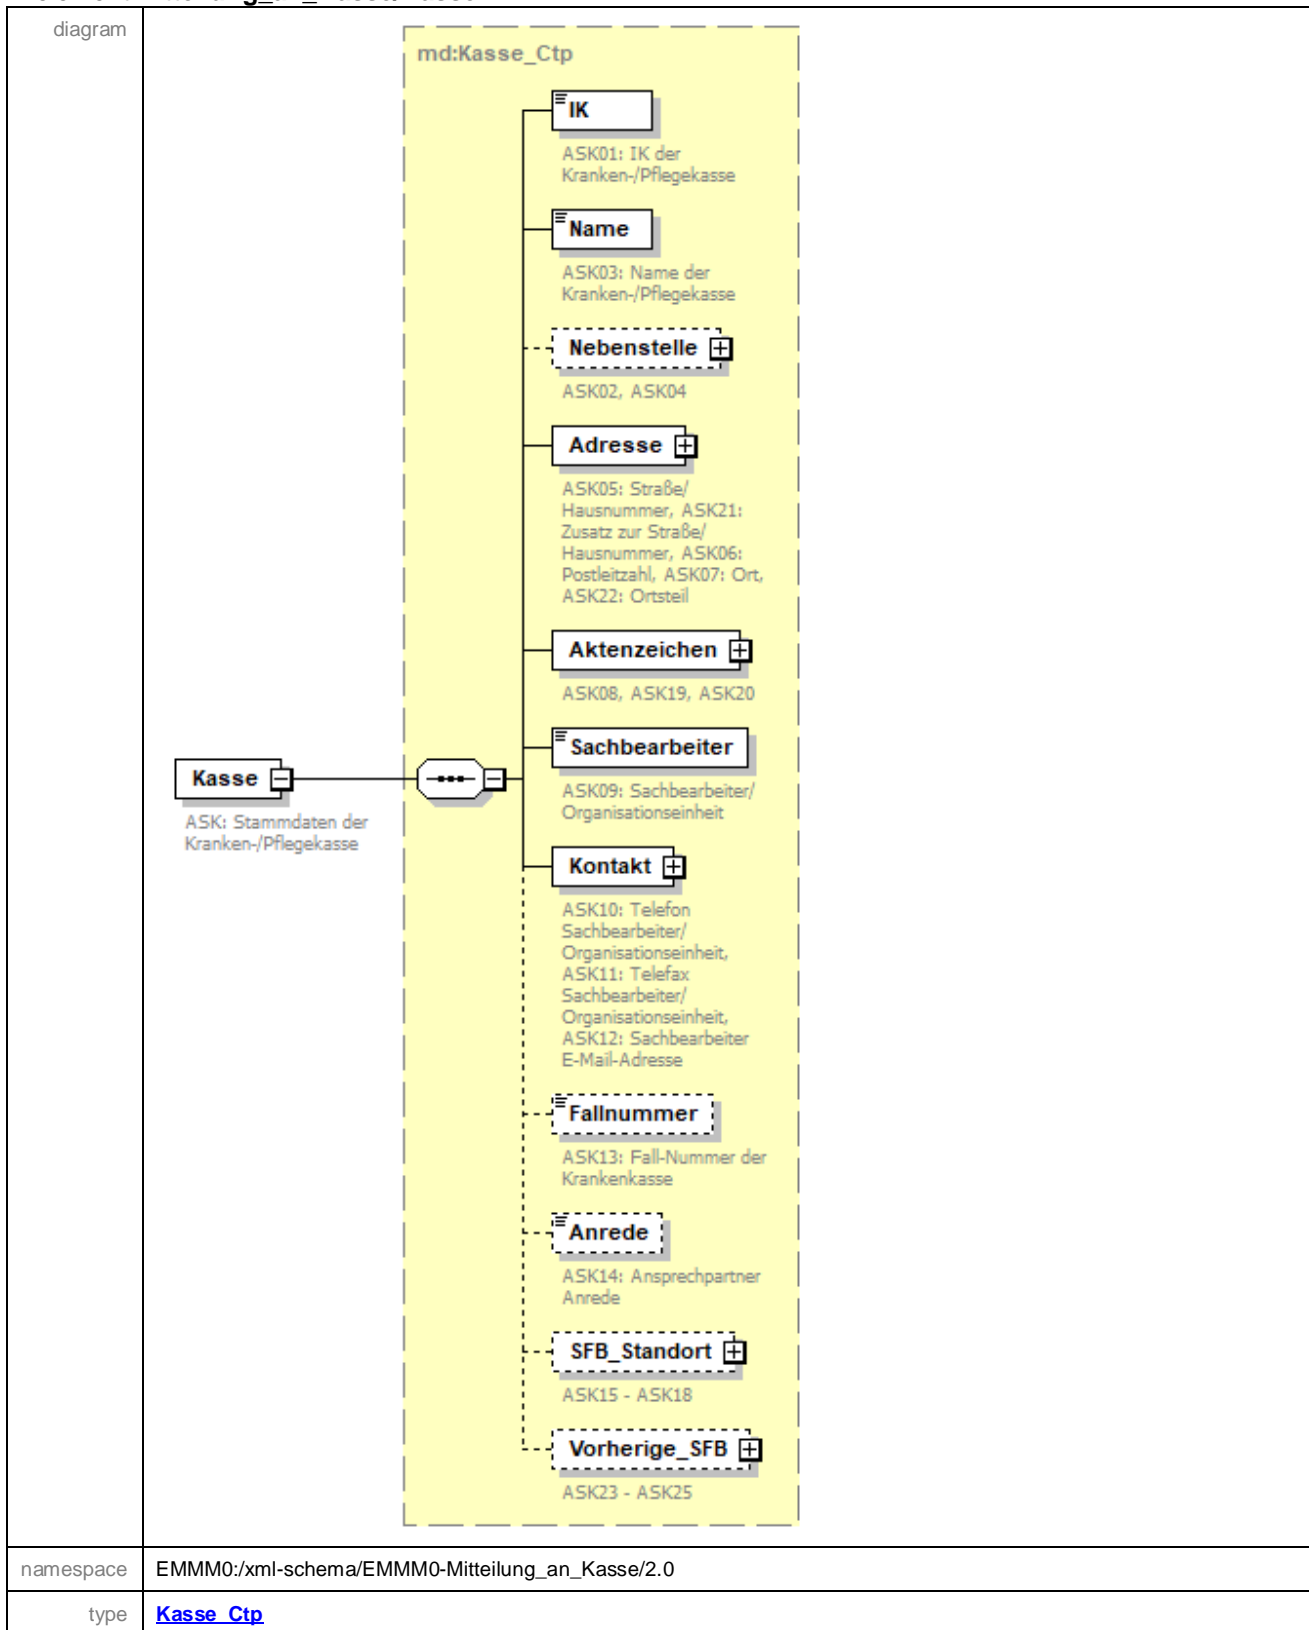 diagram
md:Kasse_Ctp
IK
ASK01: IK der
Kranken-/Pflegekasse
Name
ASK03: Name der
Kranken-/Pflegekasse
Nebenstelle
ASK02, ASK04
Adresse
ASK05: Straße/
Hausnummer, ASK21:
Zusatz zur Straße/
Hausnummer, ASK06:
Postleitzahl, ASK07: Ort,
ASK22: Ortsteil
Aktenzeichen
ASK08, ASK19, ASK20
Sachbearbeiter
ASK09: Sachbearbeiter/
Organisationseinheit
Kasse
ASK: Stammdaten der
Kranken-/Pflegekasse
Kontakt
ASK10: Telefon
Sachbearbeiter/
Organisationseinheit,
ASK11: Telefax
Sachbearbeiter/
Organisationseinheit,
ASK12: Sachbearbeiter
E-Mail-Adresse
Fallnummer
ASK13: Fall-Nummer der
Krankenkasse
Anrede
ASK14: Ansprechpartner
Anrede
SFB_Standort
ASK15 - ASK18
Vorherige_SFB
ASK23 - ASK25
namespace EMMM0:/xml-schema/EMMM0-Mitteilung_an_Kasse/2.0
type Kasse_Ctp